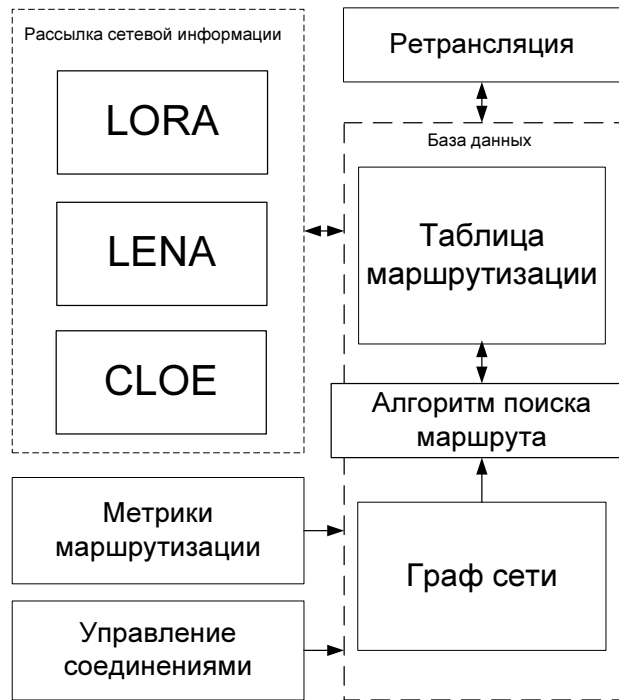 Рассылка сетевой информации
LORA
LENA
CLOE
Метрики
маршрутизации
Управление
соединениями
Ретрансляция
База данных
Таблица
маршрутизации
Алгоритм поиска
маршрута
Граф сети